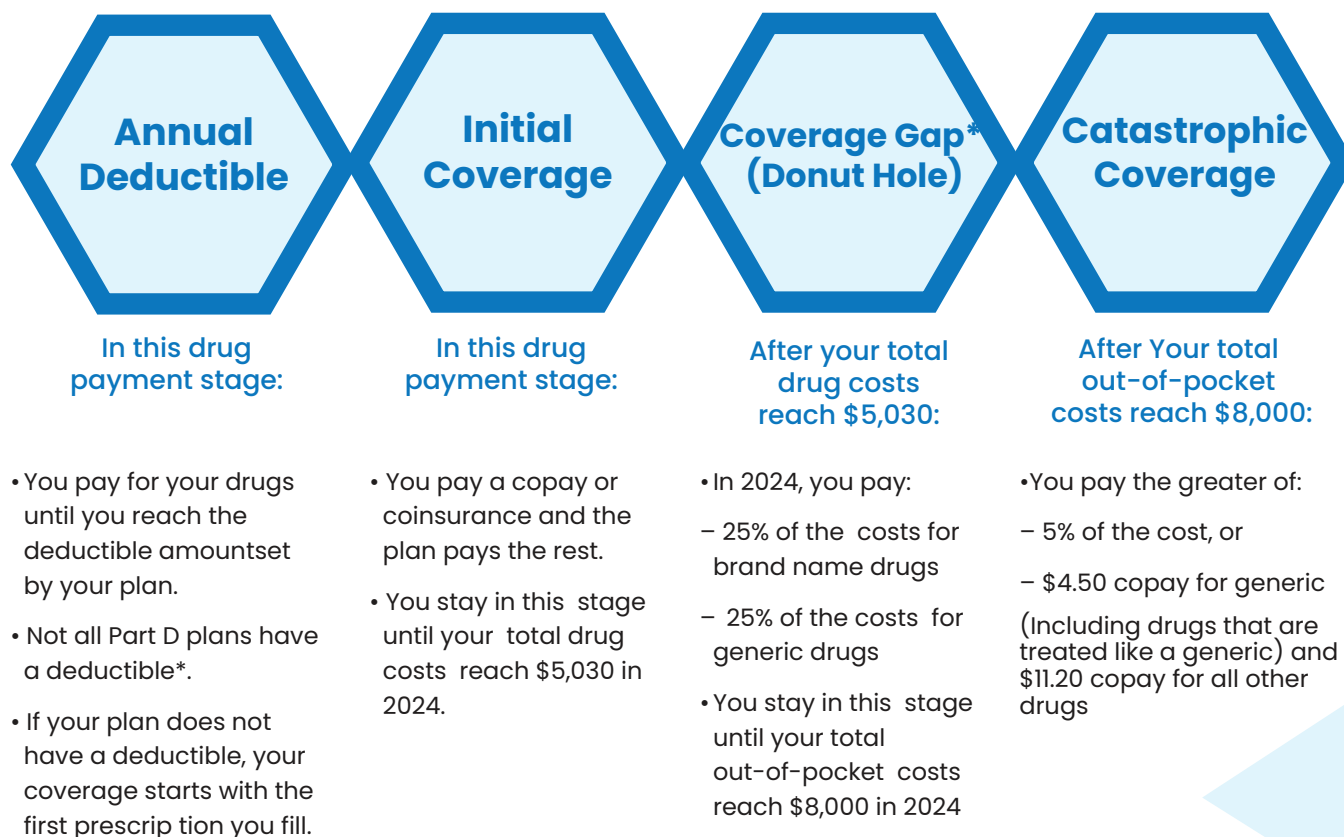 Annual
Deductible
In this drug
payment stage:
• You pay for your drugs
until you reach the
deductible amountset
by your plan.
• Not all Part D plans have
a deductible*.
• If your plan does not
have a deductible, your
coverage starts with the
first prescrip tion you fill.
Initial
Coverage
In this drug
payment stage:
• You pay a copay or
coinsurance and the
plan pays the rest.
• You stay in this stage
until your total drug
costs reach $5,030 in
2024.
Coverage Gap*
(Donut Hole)
After your total
drug costs
reach $5,030:
• In 2024, you pay:
– 25% of the costs for
brand name drugs
– 25% of the costs for
generic drugs
• You stay in this stage
until your total
out-of-pocket costs
reach $8,000 in 2024
Catastrophic
Coverage
After Your total
out-of-pocket
costs reach $8,000:
•You pay the greater of:
– 5% of the cost, or
– $4.50 copay for generic
(Including drugs that are
treated like a generic) and
$11.20 copay for all other
drugs